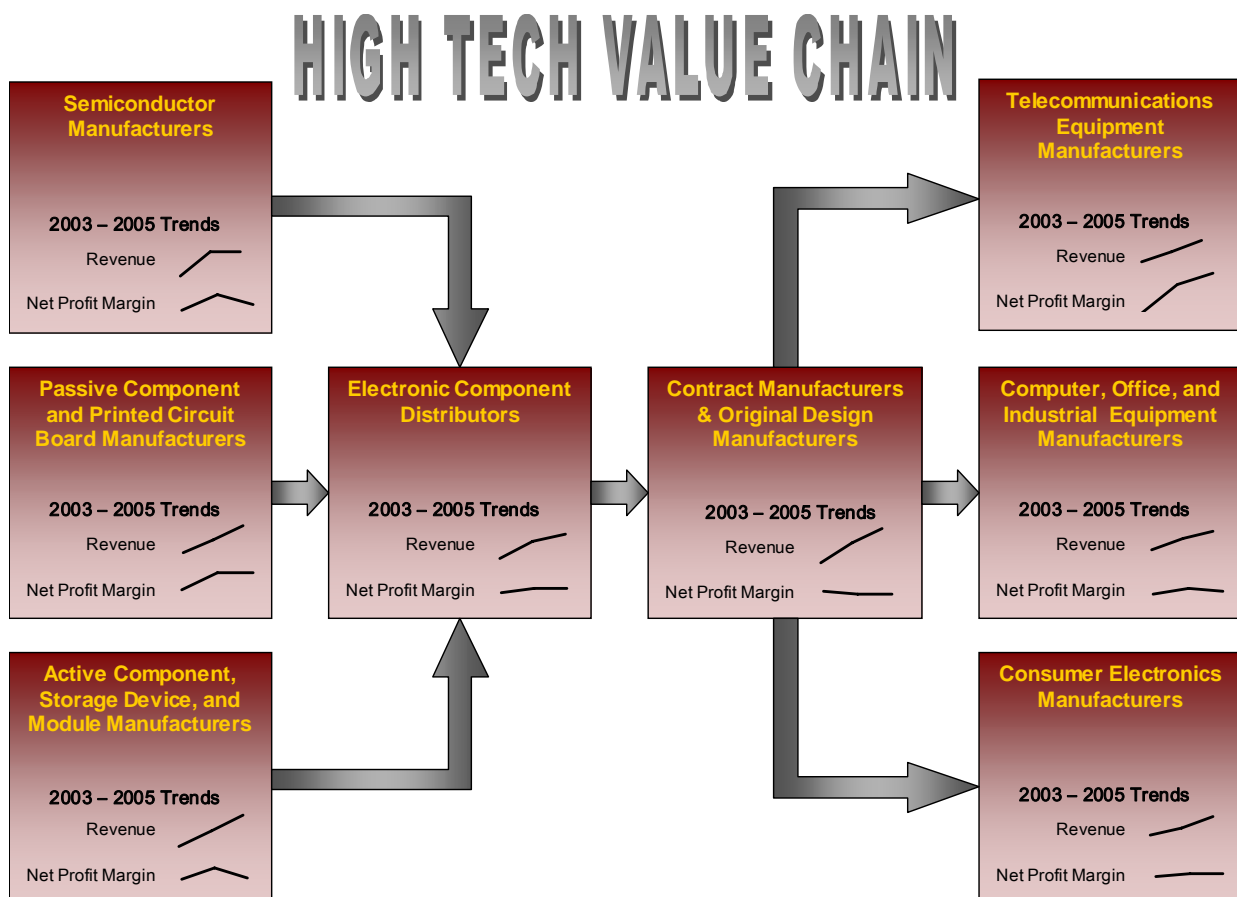 HIGH TECH VALUE CHAIN
Semiconductor
Manufacturers
2003 – 2005 Trends
Revenue
Net Profit Margin
Telecommunications
Equipment
Manufacturers
2003 – 2005 Trends
Revenue
Net Profit Margin
Passive Component
and Printed Circuit
Board Manufacturers
2003 – 2005 Trends
Revenue
Net Profit Margin
Electronic Component
Distributors
2003 – 2005 Trends
Revenue
Net Profit Margin
Contract Manufacturers
& Original Design
Manufacturers
2003 – 2005 Trends
Revenue
Net Profit Margin
Computer, Office, and
Industrial Equipment
Manufacturers
2003 – 2005 Trends
Revenue
Net Profit Margin
Active Component,
Storage Device, and
Module Manufacturers
2003 – 2005 Trends
Revenue
Net Profit Margin
Consumer Electronics
Manufacturers
2003 – 2005 Trends
Revenue
Net Profit Margin